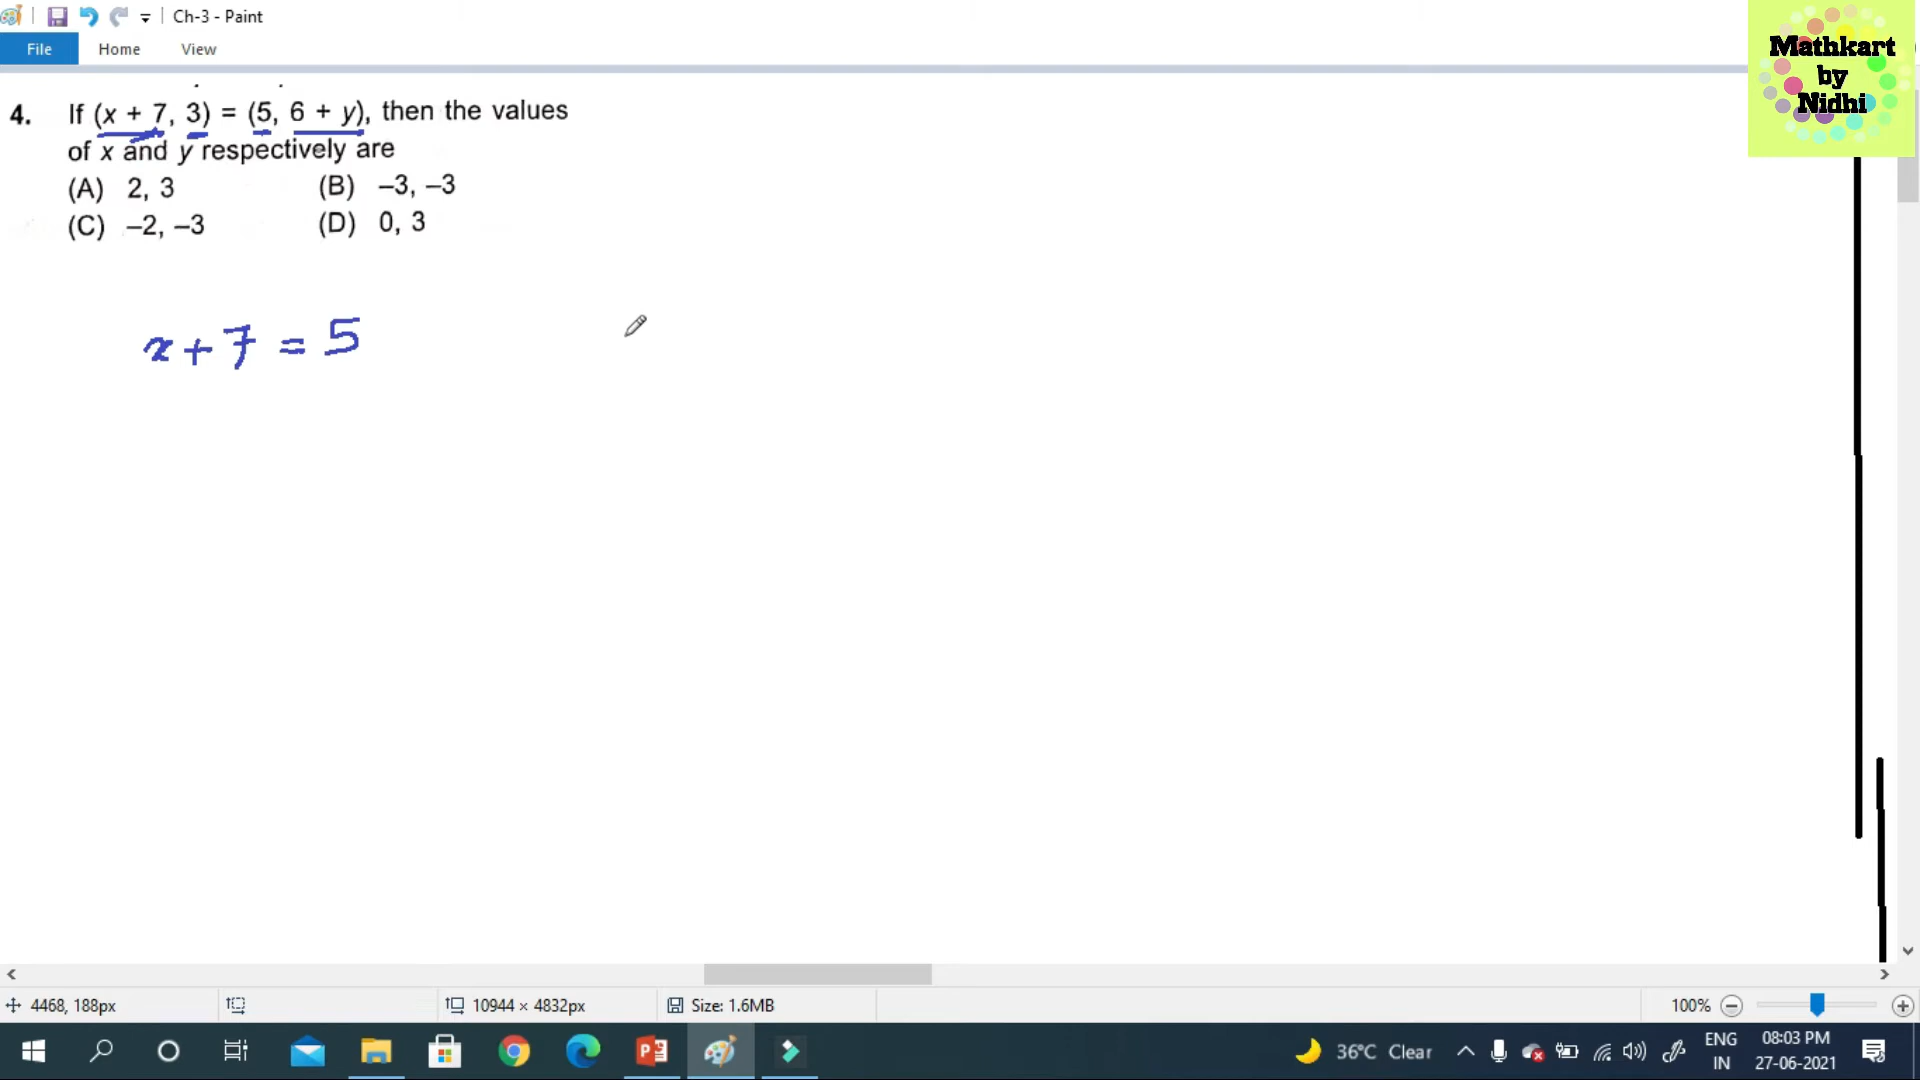 Ch-3 - Paint
File Home View
Mathkart
by
Nidhi
4. If (x + 7, 3) = (5, 6 + y), then the values
of x and y respectively are
(A) 2, 3 (B) –3, –3
(C) –2, –3 (D) 0, 3
x + 7 = 5
4468, 188px 10944 × 4832px Size: 1.6MB 100%
36°C Clear ENG 08:03 PM
IN 27-06-2021